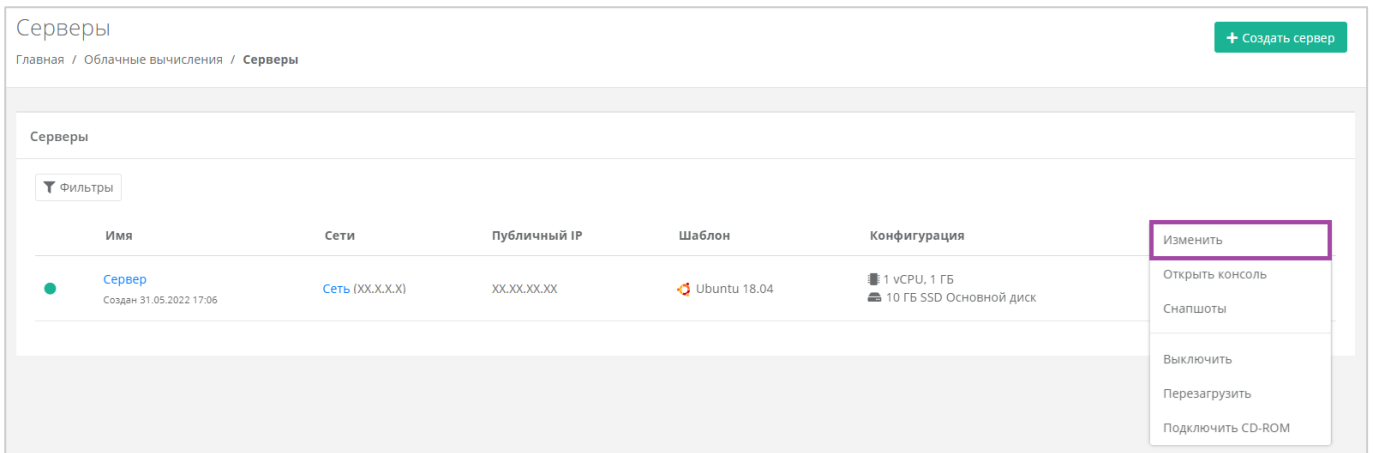 Серверы
+ Создать сервер
Главная / Облачные вычисления / Серверы
Серверы
Фильтры
Имя Сети Публичный IP Шаблон Конфигурация
Сервер
Создан 31.05.2022 17:06
Сеть (XX.X.X.X)
XX.XX.XX.XX
Ubuntu 18.04
1 vCPU, 1 ГБ
10 ГБ SSD Основной диск
Изменить
Открыть консоль
Снапшоты
Выключить
Перезагрузить
Подключить CD-ROM